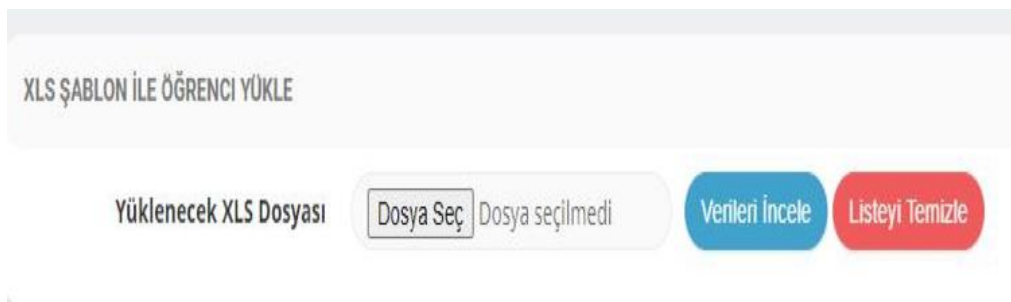 XLS ŞABLON İLE ÖĞRENCI YÜKLE
Yüklenecek XLS Dosyası Dosya Seç Dosya seçilmedi Verileri İncele Listeyi Temizle